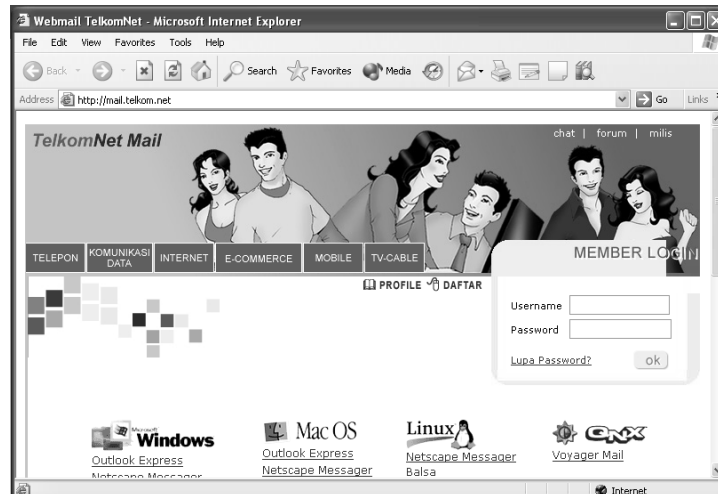 Webmail TelkomNet - Microsoft Internet Explorer
File Edit View Favorites Tools Help
Back Search Favorites Media
Address http://mail.telkom.net Go Links
TelkomNet Mail
chat | forum | milis
TELEPON KOMUNIKASI DATA INTERNET E-COMMERCE MOBILE TV-CABLE
MEMBER LOGIN
PROFILE DAFTAR
Username
Password
Lupa Password? ok
Microsoft Windows Mac OS Linux QNX
Outlook Express Outlook Express Netscape Messager Voyager Mail
Netscape Messager Netscape Messager Balsa
Internet